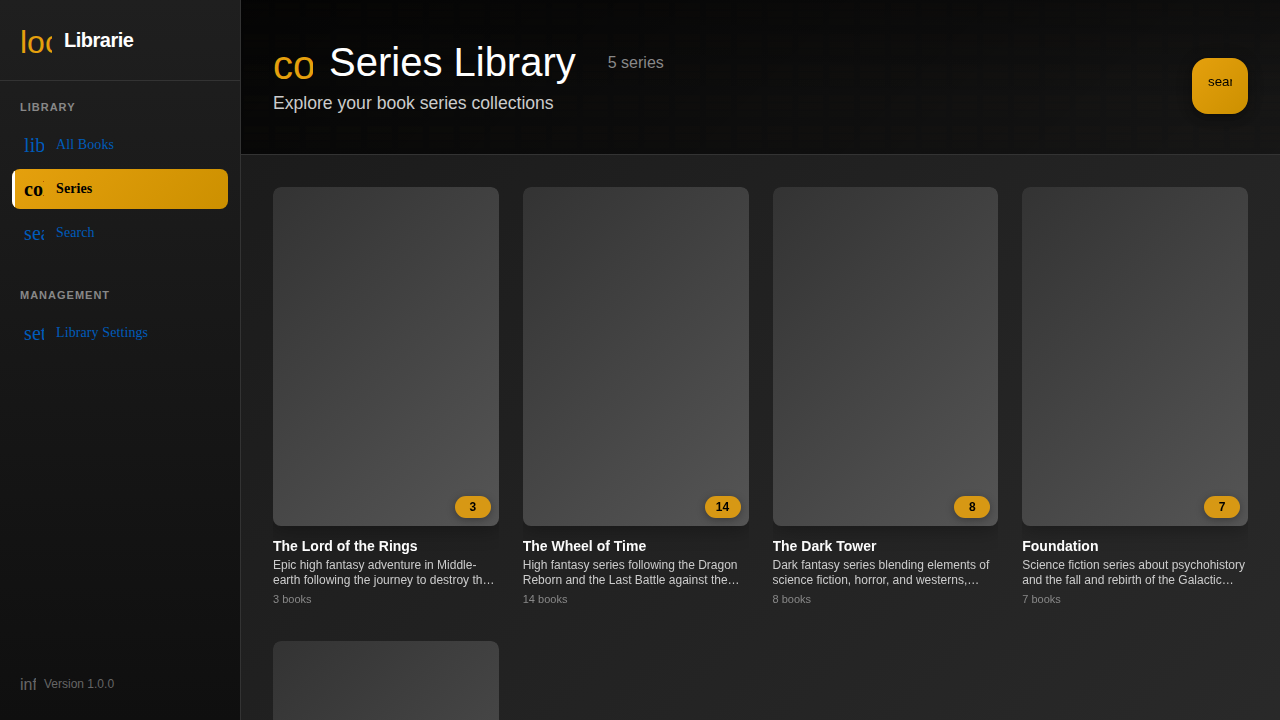 loc Librarie
LIBRARY
lib All Books
co Series
sea Search
MANAGEMENT
set Library Settings
inf Version 1.0.0
co Series Library 5 series
Explore your book series collections
sear
3
14
8
7
The Lord of the Rings
Epic high fantasy adventure in Middle-
earth following the journey to destroy th…
3 books
The Wheel of Time
High fantasy series following the Dragon
Reborn and the Last Battle against the…
14 books
The Dark Tower
Dark fantasy series blending elements of
science fiction, horror, and westerns,…
8 books
Foundation
Science fiction series about psychohistory
and the fall and rebirth of the Galactic…
7 books